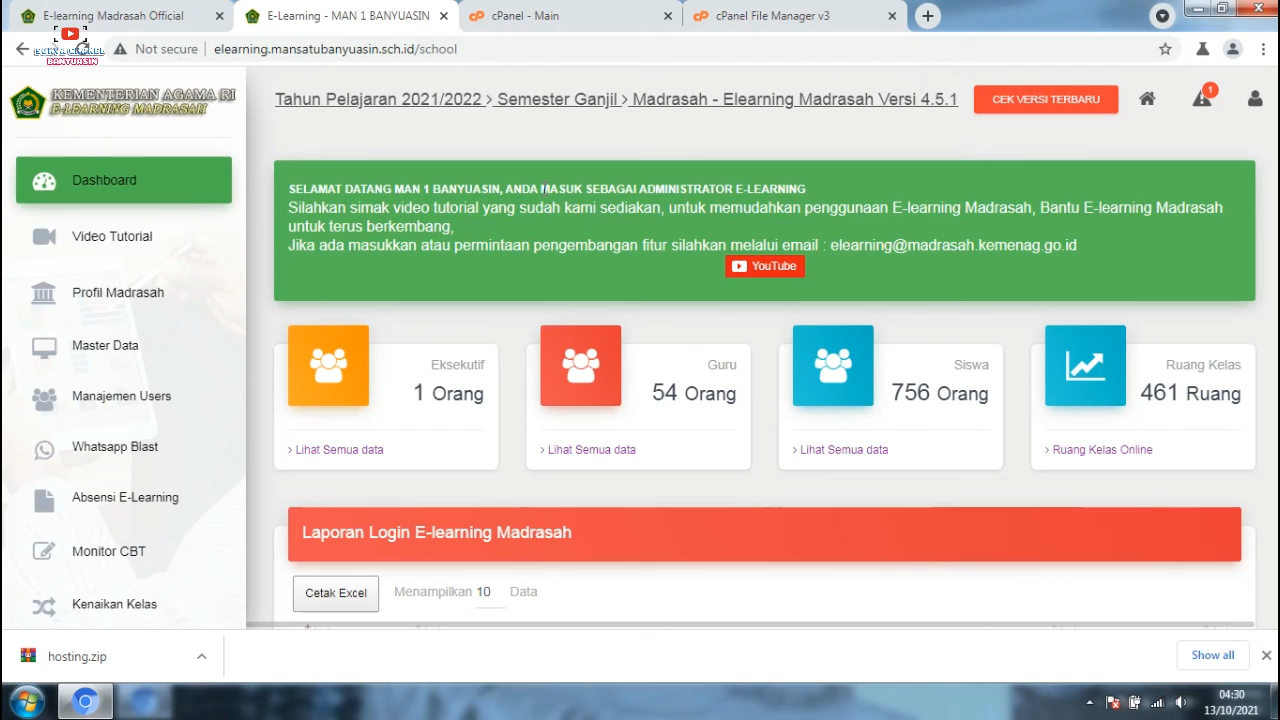 E-learning Madrasah Official
E-Learning - MAN 1 BANYUASIN
cPanel - Main
cPanel File Manager v3
Not secure
elearning.mansatubanyuasin.sch.id/school
BANYUASIN
KEMENTERIAN AGAMA RI
E-LEARNING MADRASAH
Tahun Pelajaran 2021/2022 > Semester Ganjil > Madrasah - Elearning Madrasah Versi 4.5.1
CEK VERSI TERBARU
1
Dashboard
Video Tutorial
Profil Madrasah
Master Data
Manajemen Users
Whatsapp Blast
Absensi E-Learning
Monitor CBT
Kenaikan Kelas
SELAMAT DATANG MAN 1 BANYUASIN, ANDA MASUK SEBAGAI ADMINISTRATOR E-LEARNING
Silahkan simak video tutorial yang sudah kami sediakan, untuk memudahkan penggunaan E-learning Madrasah, Bantu E-learning Madrasah
untuk terus berkembang,
Jika ada masukkan atau permintaan pengembangan fitur silahkan melalui email : elearning@madrasah.kemenag.go.id
YouTube
Eksekutif
1 Orang
> Lihat Semua data
Guru
54 Orang
> Lihat Semua data
Siswa
756 Orang
> Lihat Semua data
Ruang Kelas
461 Ruang
> Ruang Kelas Online
Laporan Login E-learning Madrasah
Cetak Excel
Menampilkan 10 Data
hosting.zip
Show all
04:30
13/10/2021